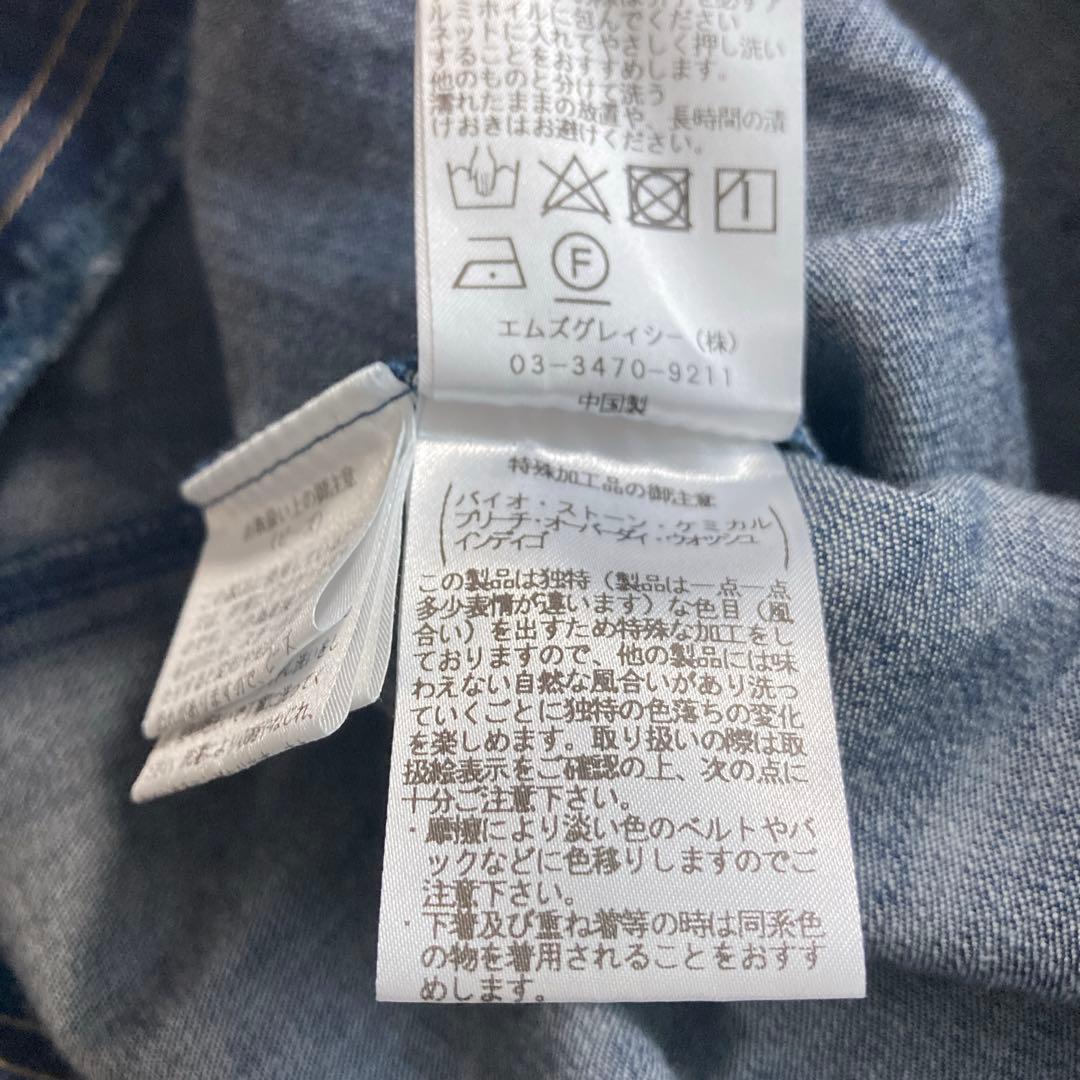 ルミホイルに包んでください
ネットに入れてやさしく押し洗い
することをおすすめします。
他のものと分けて洗う
濡れたままの放置や、長時間の漬
けおきはお避けください。
F
エムズグレイシー(株)
03-3470-9211
中国製
特殊加工品の御注意
(バイオ・ストーン・ケミカル
ブリーチ・オーバーダイ・ウォッシュ
インディゴ)
この製品は独特(製品は一点一点
多少表情が違います)な色目(風
合い)を出すため特殊な加工をし
ておりますので、他の製品には味
わえない自然な風合いがあり洗っ
ていくごとに独特の色落ちの変化
を楽しめます。取り扱いの際は取
扱絵表示をご確認の上、次の点に
十分ご注意下さい。
・摩擦により淡い色のベルトやバ
ックなどに色移りしますのでご
注意下さい。
・下着及び重ね着等の時は同系色
の物を着用されることをおすす
めします。
お取扱い上の御注意